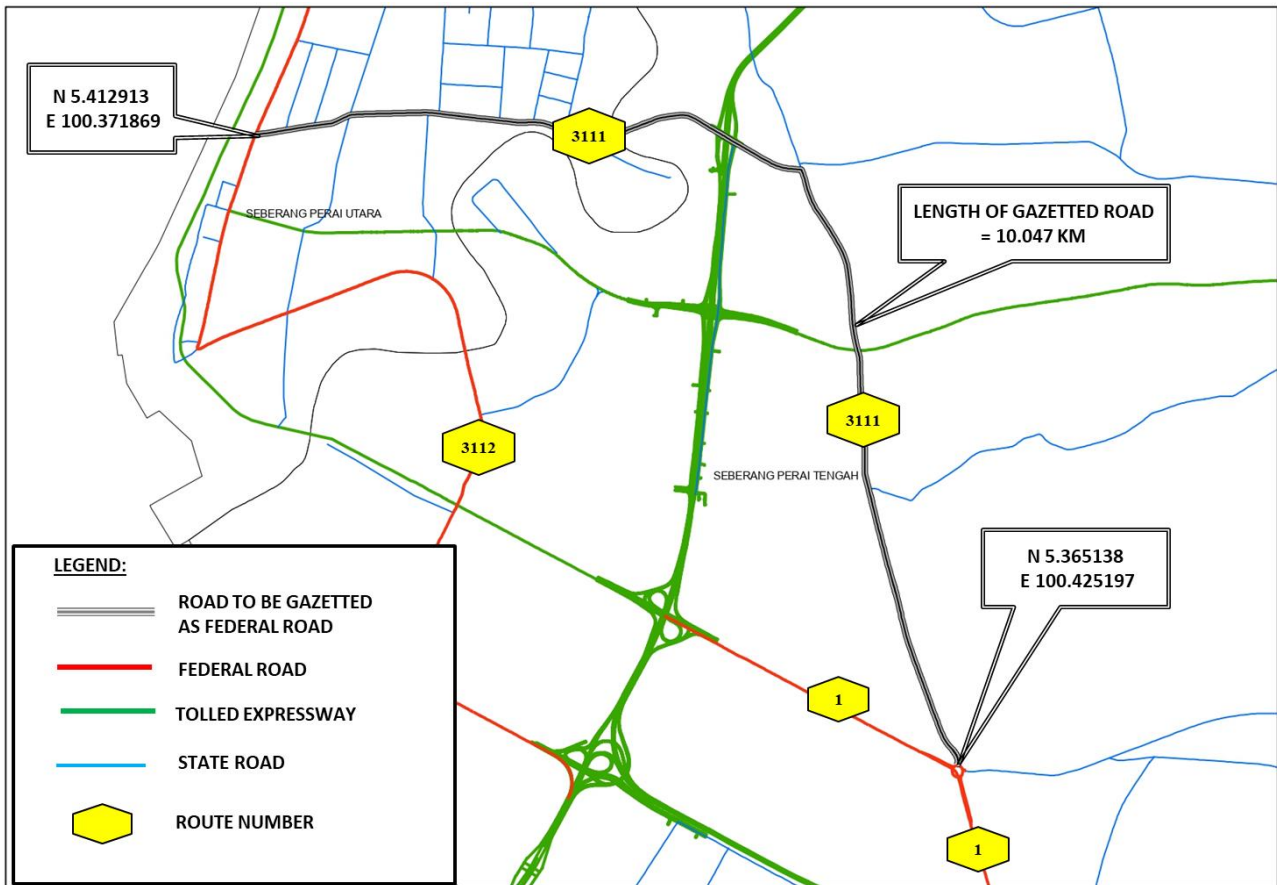 N 5.412913
E 100.371869
3111
SEBERANG PERAI UTARA
LENGTH OF GAZETTED ROAD
= 10.047 KM
3111
3112
SEBERANG PERAI TENGAH
N 5.365138
E 100.425197
1
1
LEGEND:
ROAD TO BE GAZETTED
AS FEDERAL ROAD
FEDERAL ROAD
TOLLED EXPRESSWAY
STATE ROAD
ROUTE NUMBER